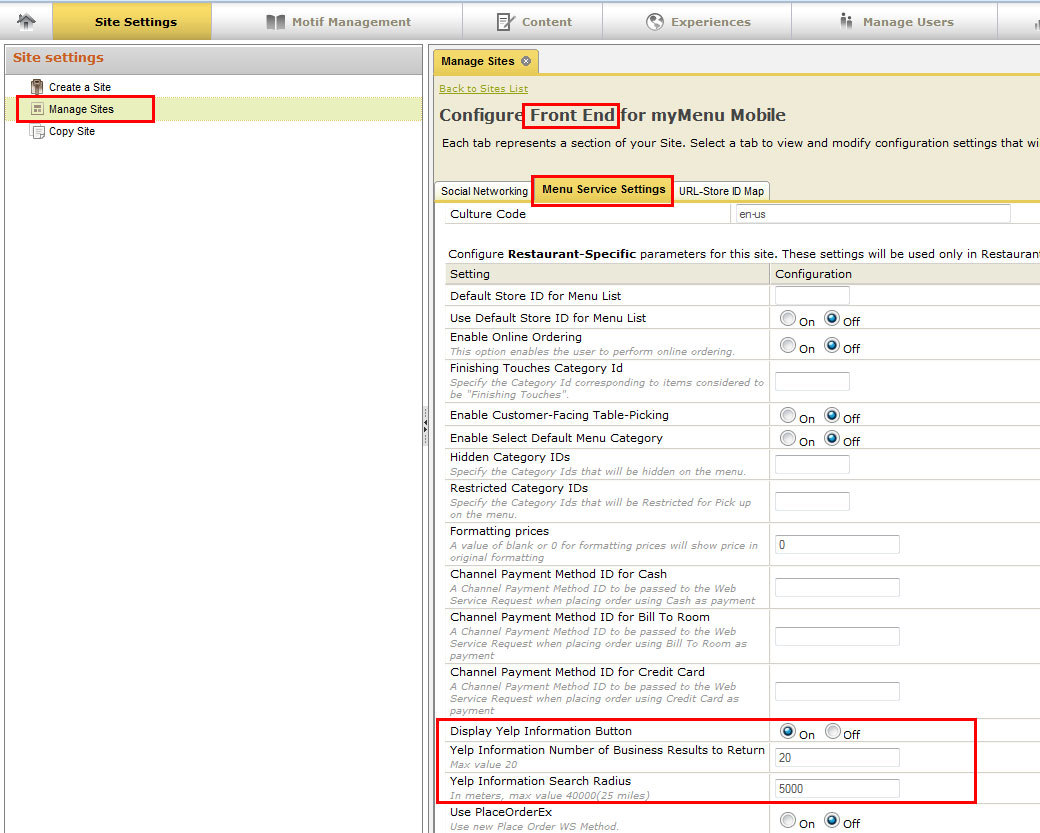 Site Settings Motif Management Content Experiences Manage Users
Site settings
Create a Site
Manage Sites
Copy Site
Manage Sites
Back to Sites List
Configure Front End for myMenu Mobile
Each tab represents a section of your Site. Select a tab to view and modify configuration settings that wi
Social Networking Menu Service Settings URL-Store ID Map
Culture Code en-us
Configure Restaurant-Specific parameters for this site. These settings will be used only in Restaurant
Setting Configuration
Default Store ID for Menu List
Use Default Store ID for Menu List On Off
Enable Online Ordering On Off
This option enables the user to perform online ordering.
Finishing Touches Category Id
Specify the Category Id corresponding to items considered to
be "Finishing Touches".
Enable Customer-Facing Table-Picking On Off
Enable Select Default Menu Category On Off
Hidden Category IDs
Specify the Category Ids that will be hidden on the menu.
Restricted Category IDs
Specify the Category Ids that will be Restricted for Pick up
on the menu.
Formatting prices 0
A value of blank or 0 for formatting prices will show price in
original formatting
Channel Payment Method ID for Cash
A Channel Payment Method ID to be passed to the Web
Service Request when placing order using Cash as payment
Channel Payment Method ID for Bill To Room
A Channel Payment Method ID to be passed to the Web
Service Request when placing order using Bill To Room as
payment
Channel Payment Method ID for Credit Card
A Channel Payment Method ID to be passed to the Web
Service Request when placing order using Credit Card as
payment
Display Yelp Information Button On Off
Yelp Information Number of Business Results to Return 20
Max value 20
Yelp Information Search Radius 5000
In meters, max value 40000(25 miles)
Use PlaceOrderEx On Off
Use new Place Order WS Method.